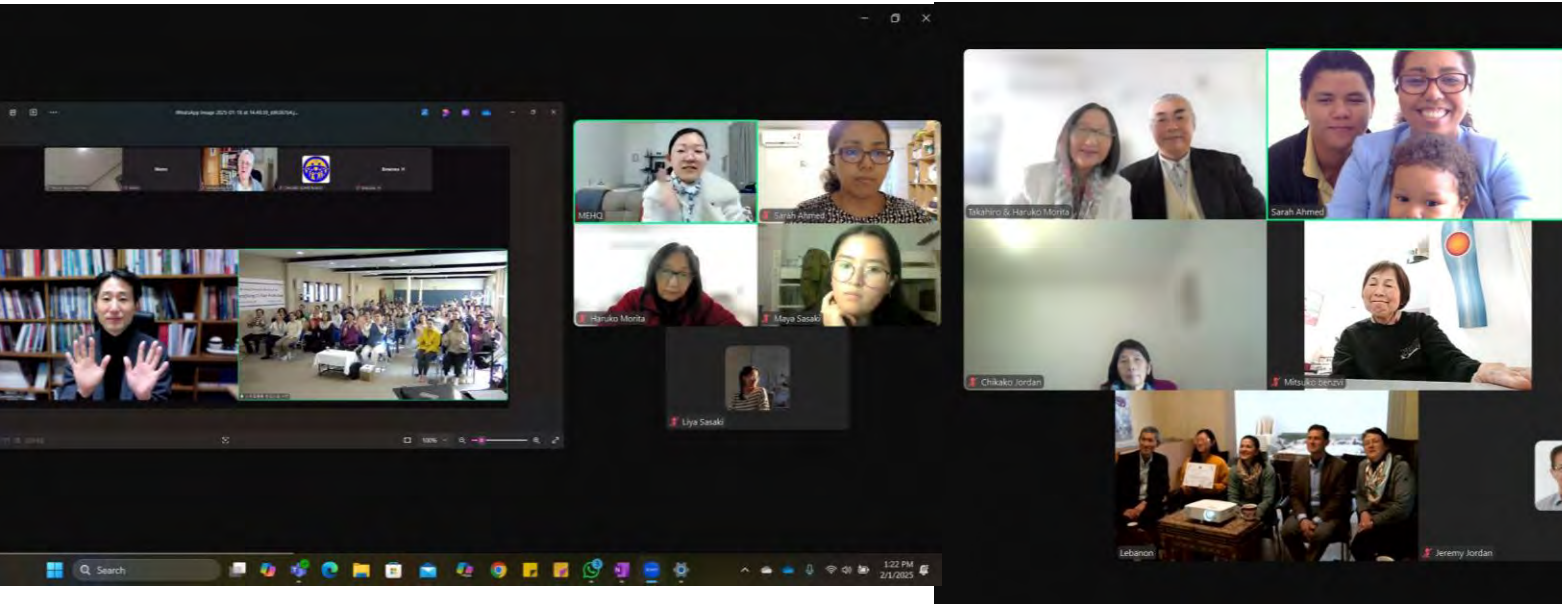 100%
MEHQ
Sarah Ahmed
Haruko Morita
Maya Sasaki
Liya Sasaki
Search
1:22 PM
2/1/2025
Takahiro & Haruko Morita
Sarah Ahmed
Chikako Jordan
Mitsuko benzvi
Lebanon
Jeremy Jordan